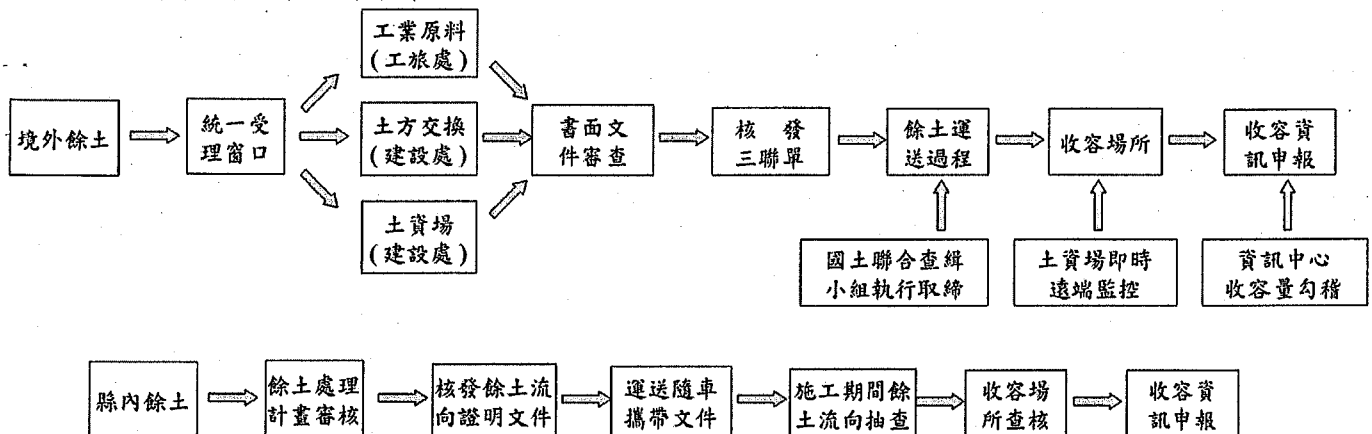 境外餘土
統一受
理窗口
工業原料
(工旅處)
土方交換
(建設處)
土資場
(建設處)
書面文
件審查
核發
三聯單
餘土運
送過程
收容場所
收容資
訊申報
國土聯合查緝
小組執行取締
土資場即時
遠端監控
資訊中心
收容量勾稽
縣內餘土
餘土處理
計畫審核
核發餘土流
向證明文件
運送隨車
攜帶文件
施工期間餘
土流向抽查
收容場
所查核
收容資
訊申報